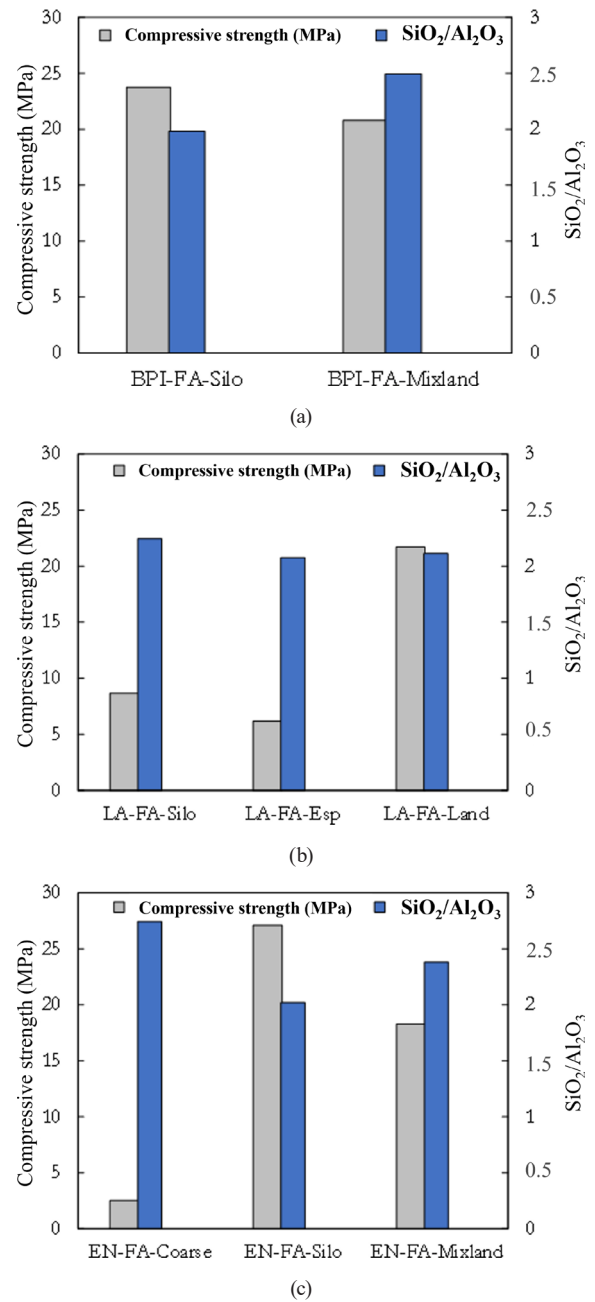 Compressive strength (MPa) SiO₂/Al₂O₃
30 3
25 2.5
20 2
15 1.5
10 1
5 0.5
0 0
Compressive strength (MPa)
SiO₂/Al₂O₃
BPI-FA-Silo BPI-FA-Mixland
(a)
Compressive strength (MPa) SiO₂/Al₂O₃
30 3
25 2.5
20 2
15 1.5
10 1
5 0.5
0 0
Compressive strength (MPa)
SiO₂/Al₂O₃
LA-FA-Silo LA-FA-Esp LA-FA-Land
(b)
Compressive strength (MPa) SiO₂/Al₂O₃
30 3
25 2.5
20 2
15 1.5
10 1
5 0.5
0 0
Compressive strength (MPa)
SiO₂/Al₂O₃
EN-FA-Coarse EN-FA-Silo EN-FA-Mixland
(c)